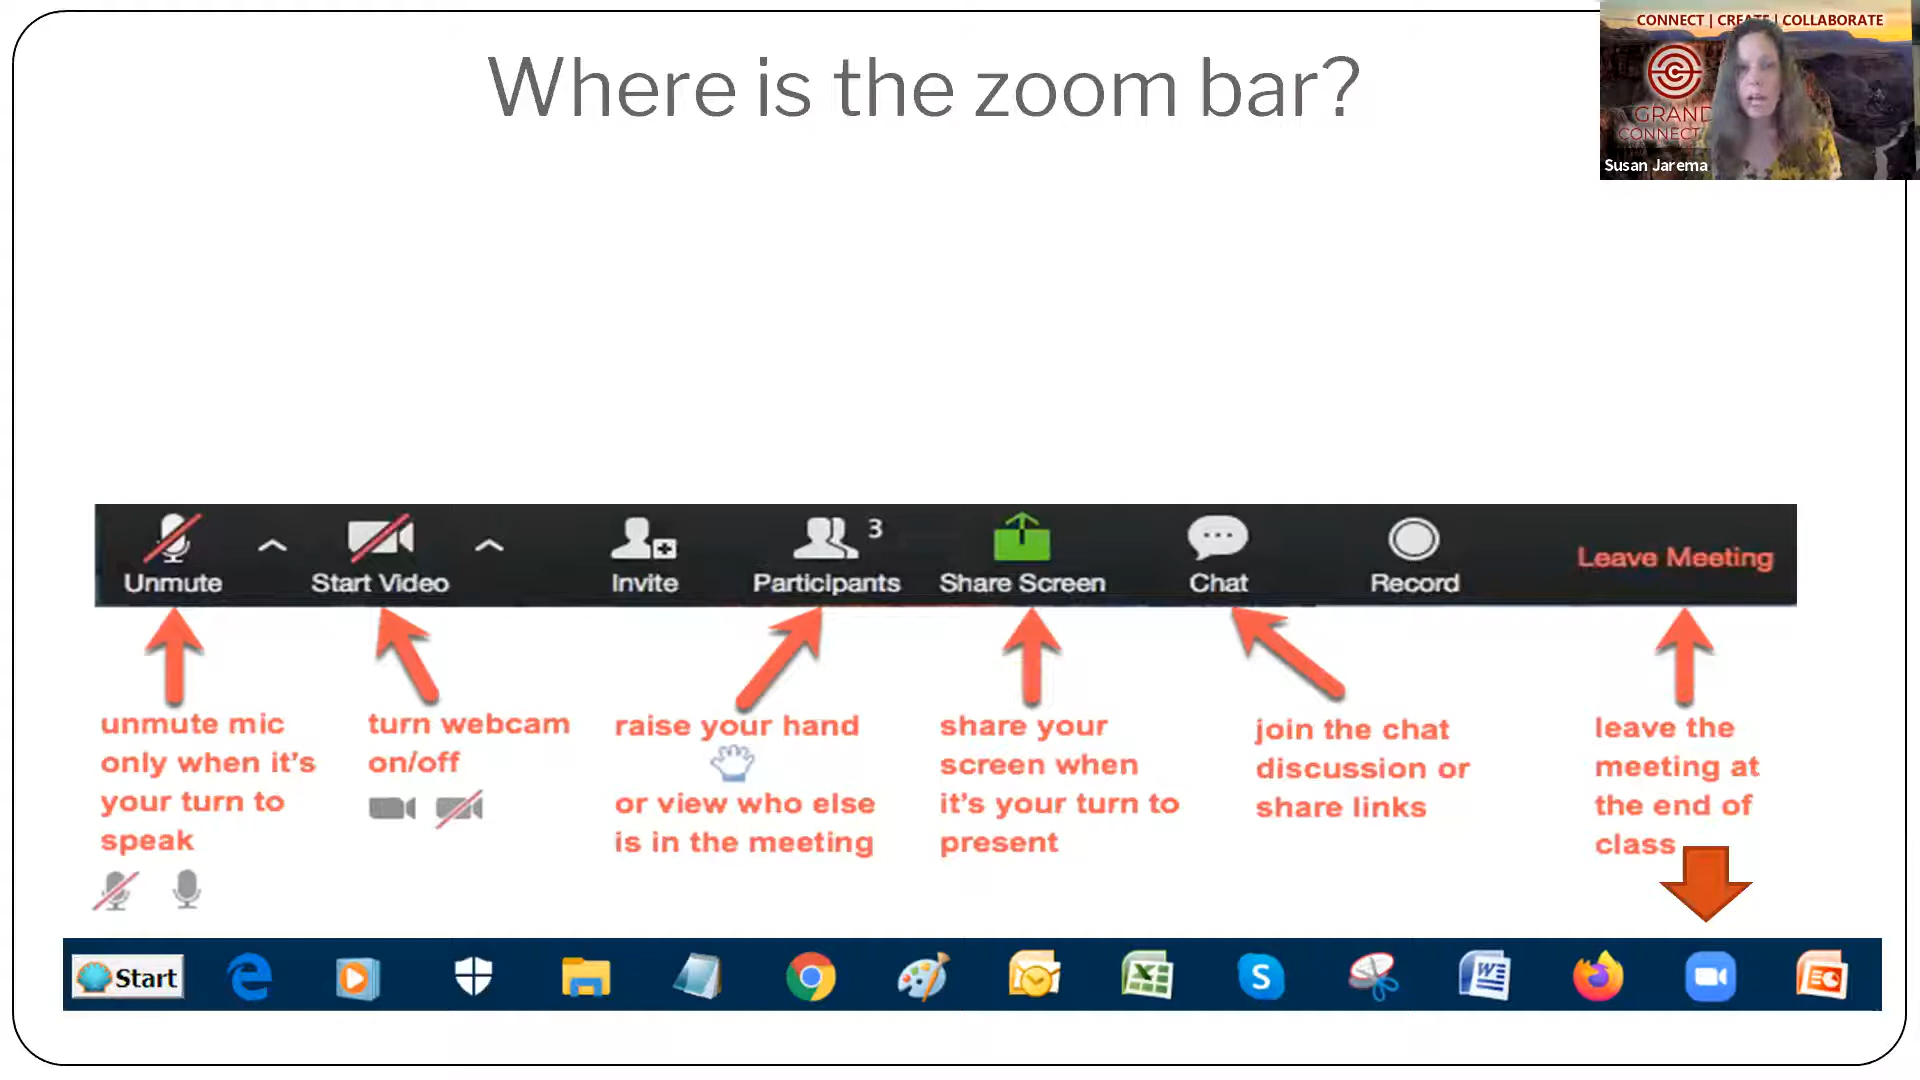 Where is the zoom bar?
CONNECT | CREATE | COLLABORATE
GRAND
CONNECT
Susan Jarema
3
Unmute
Start Video
Invite
Participants
Share Screen
Chat
Record
Leave Meeting
unmute mic
only when it's
your turn to
speak
turn webcam
on/off
raise your hand
or view who else
is in the meeting
share your
screen when
it's your turn to
present
join the chat
discussion or
share links
leave the
meeting at
the end of
class
Start